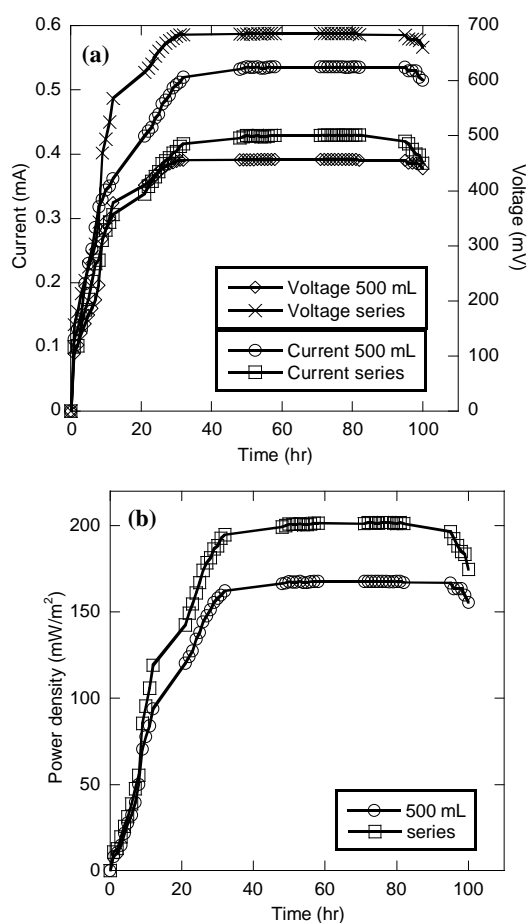 (a)
0.6
0.5
0.4
0.3
0.2
0.1
0
Current (mA)
700
600
500
400
300
200
100
0
Voltage (mV)
Voltage 500 mL
Voltage series
Current 500 mL
Current series
0 20 40 60 80 100
Time (hr)
(b)
200
150
100
50
0
Power density (mW/m²)
500 mL
series
0 20 40 60 80 100
Time (hr)